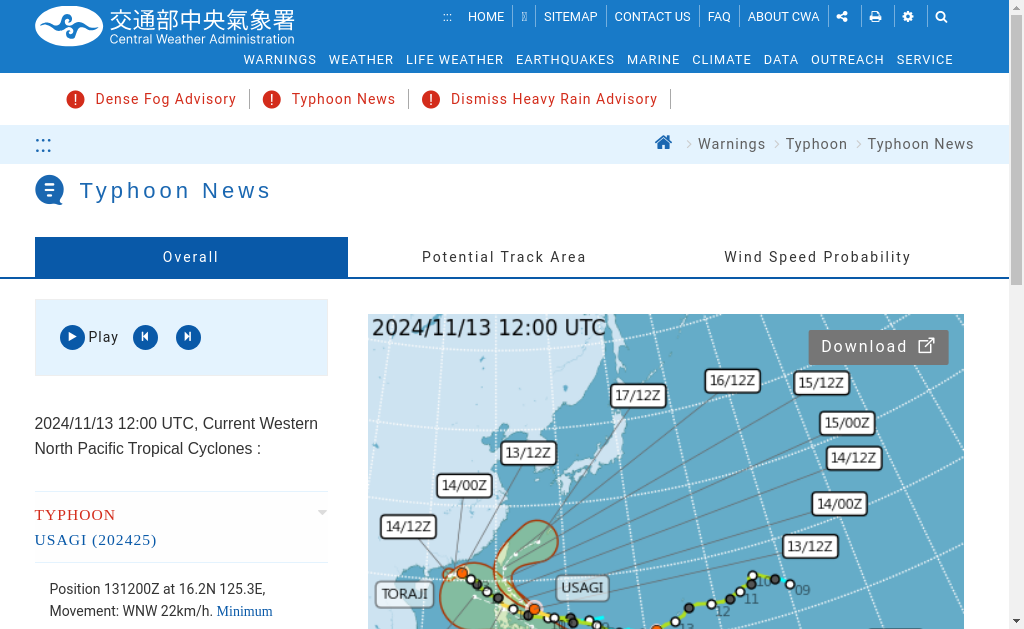 交通部中央氣象署
Central Weather Administration
::: HOME SITEMAP CONTACT US FAQ ABOUT CWA
WARNINGS WEATHER LIFE WEATHER EARTHQUAKES MARINE CLIMATE DATA OUTREACH SERVICE
Dense Fog Advisory
Typhoon News
Dismiss Heavy Rain Advisory
:::
Warnings Typhoon Typhoon News
Typhoon News
Overall
Potential Track Area
Wind Speed Probability
Play
2024/11/13 12:00 UTC, Current Western
North Pacific Tropical Cyclones :
TYPHOON
USAGI (202425)
Position 131200Z at 16.2N 125.3E,
Movement: WNW 22km/h. Minimum
2024/11/13 12:00 UTC
Download
16/12Z
15/12Z
17/12Z
15/00Z
13/12Z
14/12Z
14/00Z
14/00Z
14/12Z
13/12Z
TORAJI
USAGI
10
09
11
12
13